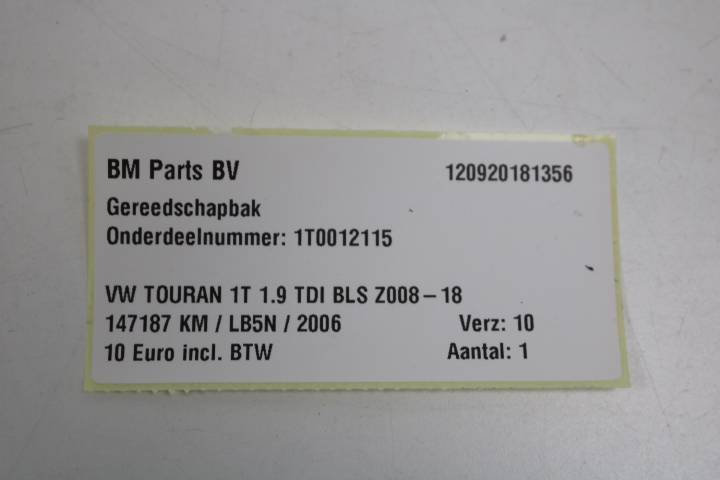 BM Parts BV 120920181356
Gereedschapbak
Onderdeelnummer: 1T0012115
VW TOURAN 1T 1.9 TDI BLS Z008-18
147187 KM / LB5N / 2006 Verz: 10
10 Euro incl. BTW Aantal: 1